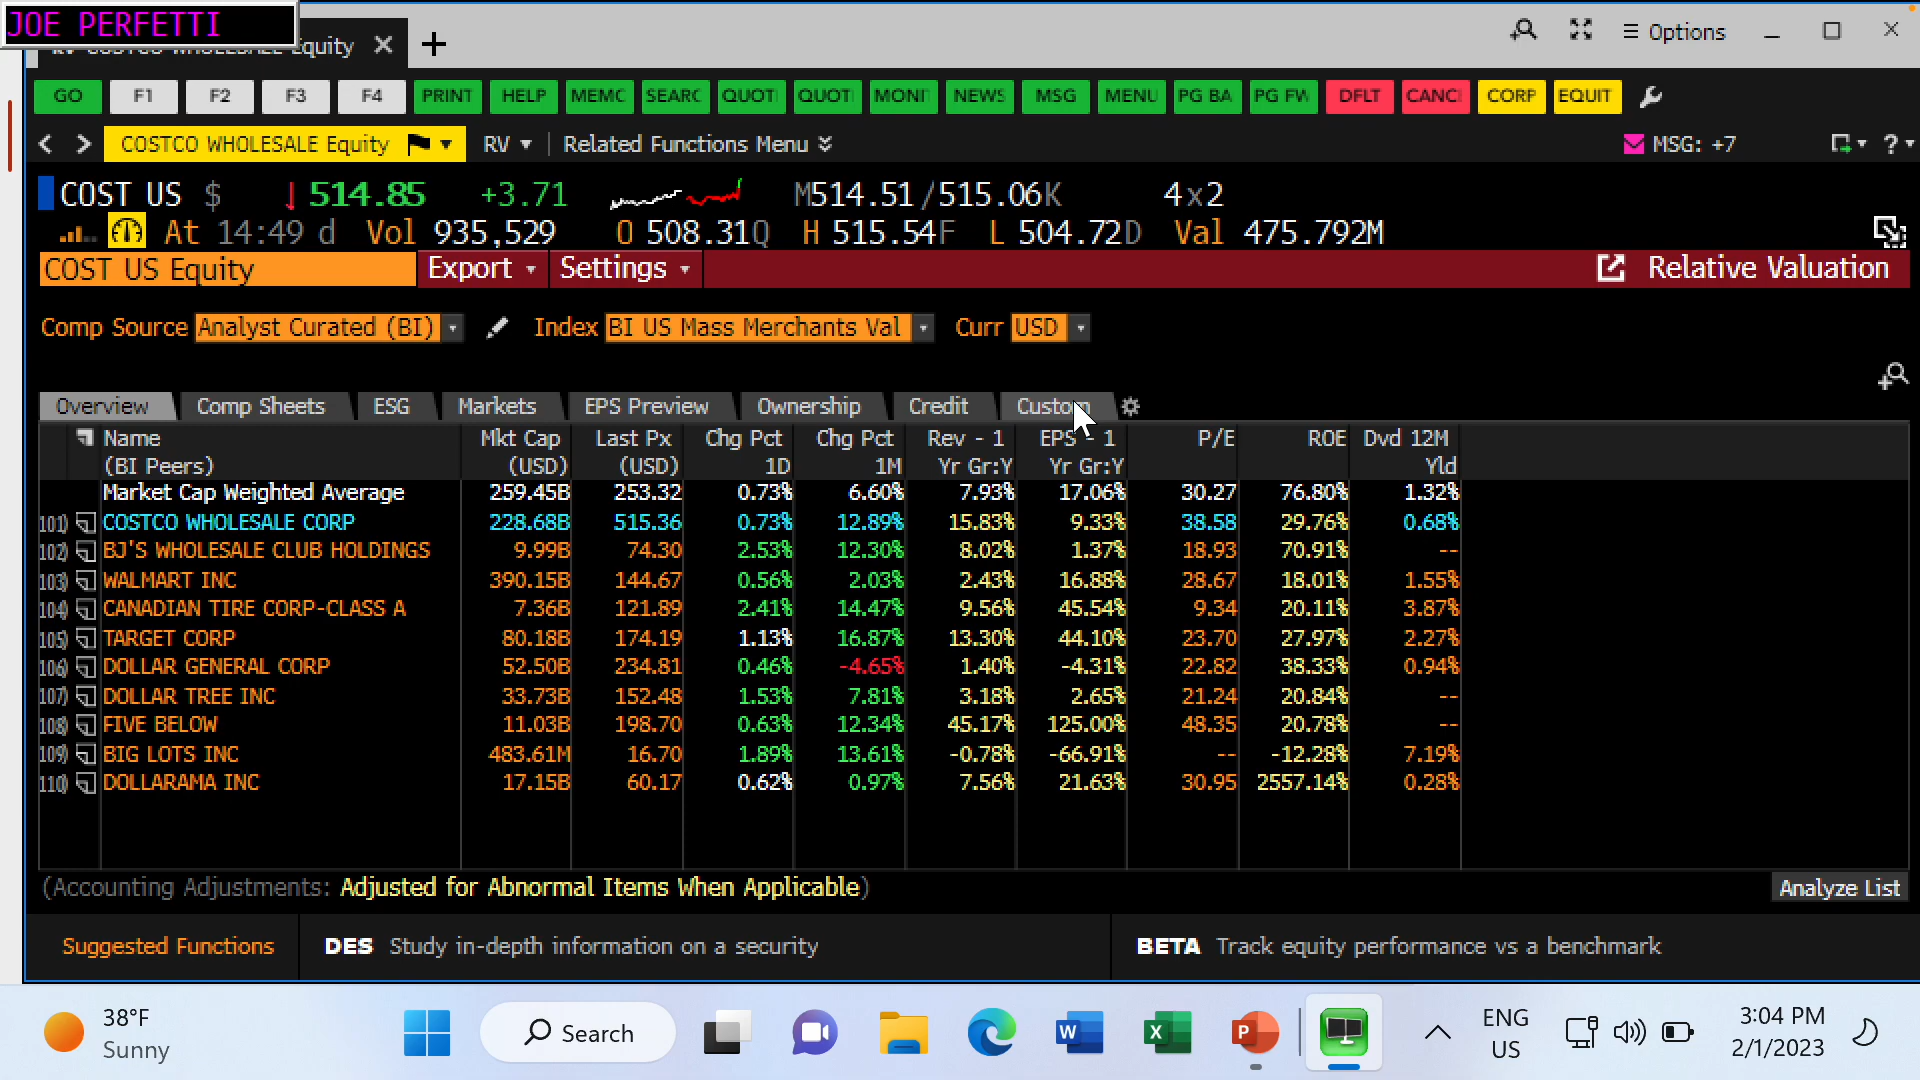 JOE PERFETTI
Equity
Options
GO F1 F2 F3 F4 PRINT HELP MEMC SEARC QUOT QUOT MONI NEWS MSG MENU PG BA PG FW DFLT CANC CORP EQUIT
COSTCO WHOLESALE Equity RV Related Functions Menu MSG: +7 ?
COST US $ 514.85 +3.71 M514.51/515.06K 4x2
At 14:49 d Vol 935,529 O 508.31Q H 515.54F L 504.72D Val 475.792M
COST US Equity Export Settings Relative Valuation
Comp Source Analyst Curated (BI) Index BI US Mass Merchants Val Curr USD
Overview Comp Sheets ESG Markets EPS Preview Ownership Credit Custom
Name Mkt Cap Last Px Chg Pct Chg Pct Rev - 1 EPS - 1 P/E ROE Dvd 12M
(BI Peers) (USD) (USD) 1D 1M Yr Gr:Y Yr Gr:Y Yld
Market Cap Weighted Average 259.45B 253.32 0.73% 6.60% 7.93% 17.06% 30.27 76.80% 1.32%
101) COSTCO WHOLESALE CORP 228.68B 515.36 0.73% 12.89% 15.83% 9.33% 38.58 29.76% 0.68%
102) BJ'S WHOLESALE CLUB HOLDINGS 9.99B 74.30 2.53% 12.30% 8.02% 1.37% 18.93 70.91% --
103) WALMART INC 390.15B 144.67 0.56% 2.03% 2.43% 16.88% 28.67 18.01% 1.55%
104) CANADIAN TIRE CORP-CLASS A 7.36B 121.89 2.41% 14.47% 9.56% 45.54% 9.34 20.11% 3.87%
105) TARGET CORP 80.18B 174.19 1.13% 16.87% 13.30% 44.10% 23.70 27.97% 2.27%
106) DOLLAR GENERAL CORP 52.50B 234.81 0.46% -4.65% 1.40% -4.31% 22.82 38.33% 0.94%
107) DOLLAR TREE INC 33.73B 152.48 1.53% 7.81% 3.18% 2.65% 21.24 20.84% --
108) FIVE BELOW 11.03B 198.70 0.63% 12.34% 45.17% 125.00% 48.35 20.78% --
109) BIG LOTS INC 483.61M 16.70 1.89% 13.61% -0.78% -66.91% -- -12.28% 7.19%
110) DOLLARAMA INC 17.15B 60.17 0.62% 0.97% 7.56% 21.63% 30.95 2557.14% 0.28%
(Accounting Adjustments: Adjusted for Abnormal Items When Applicable) Analyze List
Suggested Functions DES Study in-depth information on a security BETA Track equity performance vs a benchmark
38°F
Sunny
Search
W X P
ENG
US
3:04 PM
2/1/2023